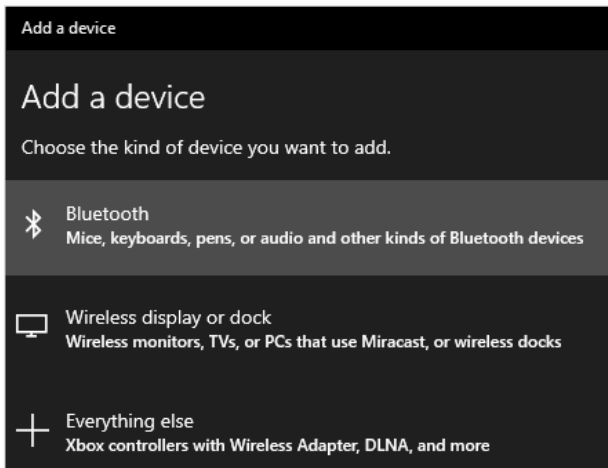 Add a device
Add a device
Choose the kind of device you want to add.
Bluetooth
Mice, keyboards, pens, or audio and other kinds of Bluetooth devices
Wireless display or dock
Wireless monitors, TVs, or PCs that use Miracast, or wireless docks
Everything else
Xbox controllers with Wireless Adapter, DLNA, and more